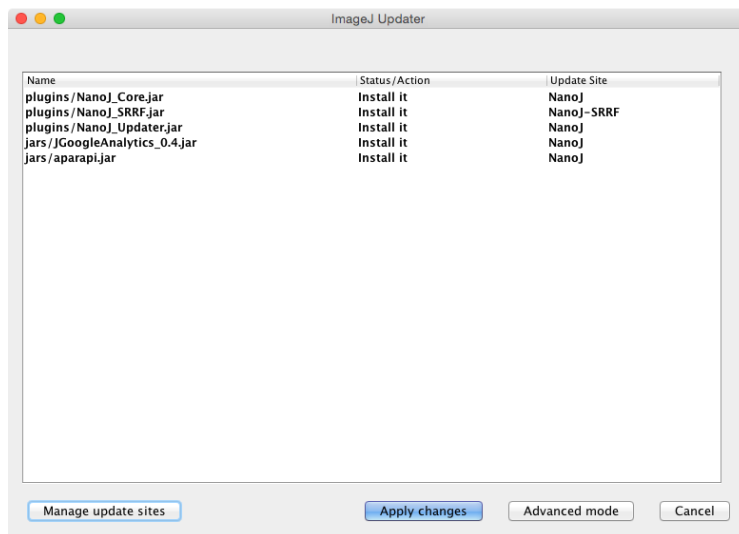 ImageJ Updater
Name Status/Action Update Site
plugins/NanoJ_Core.jar Install it NanoJ
plugins/NanoJ_SRRF.jar Install it NanoJ-SRRF
plugins/NanoJ_Updater.jar Install it NanoJ
jars/JGoogleAnalytics_0.4.jar Install it NanoJ
jars/aparapi.jar Install it NanoJ
Manage update sites Apply changes Advanced mode Cancel